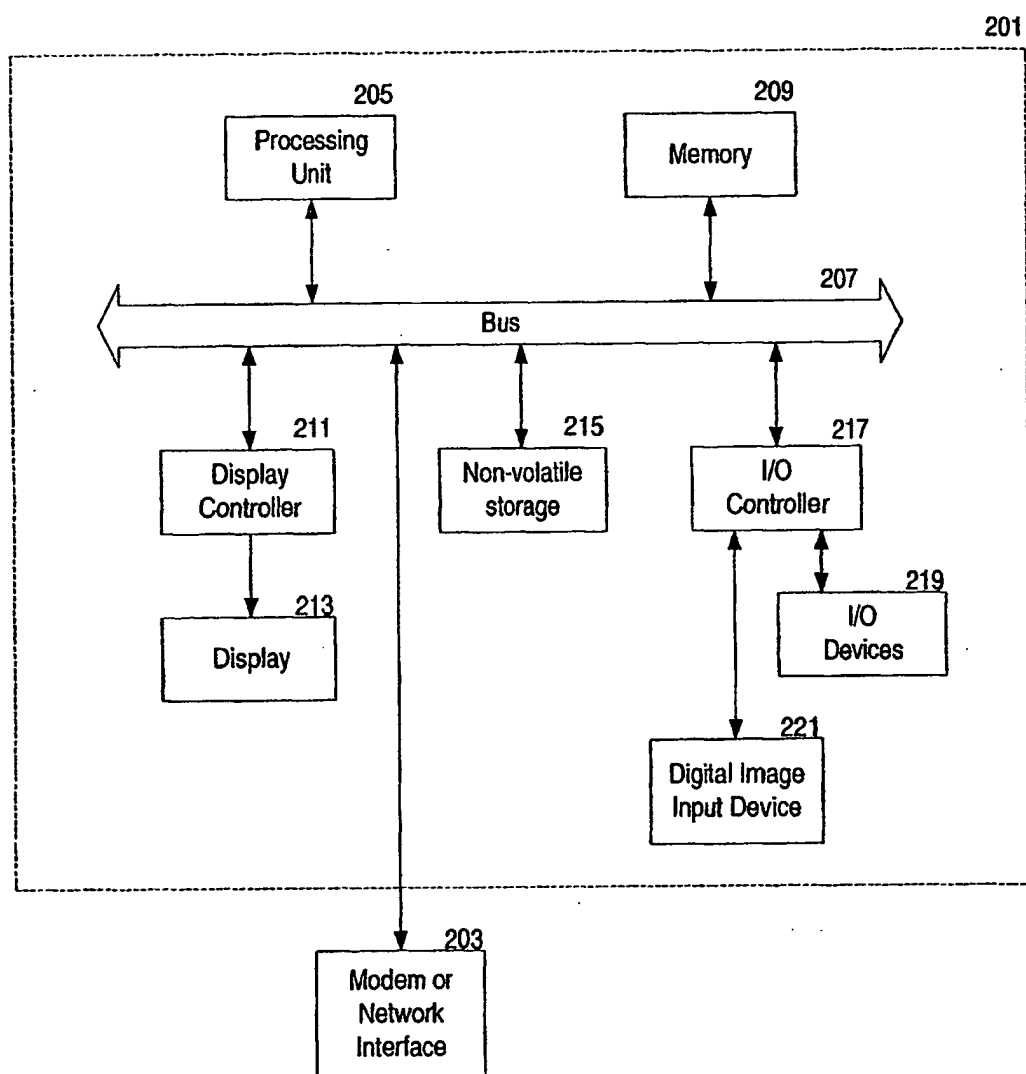 201
205
Processing
Unit
209
Memory
207
Bus
211
Display
Controller
215
Non-volatile
storage
217
I/O
Controller
213
Display
219
I/O
Devices
221
Digital Image
Input Device
203
Modem or
Network
Interface